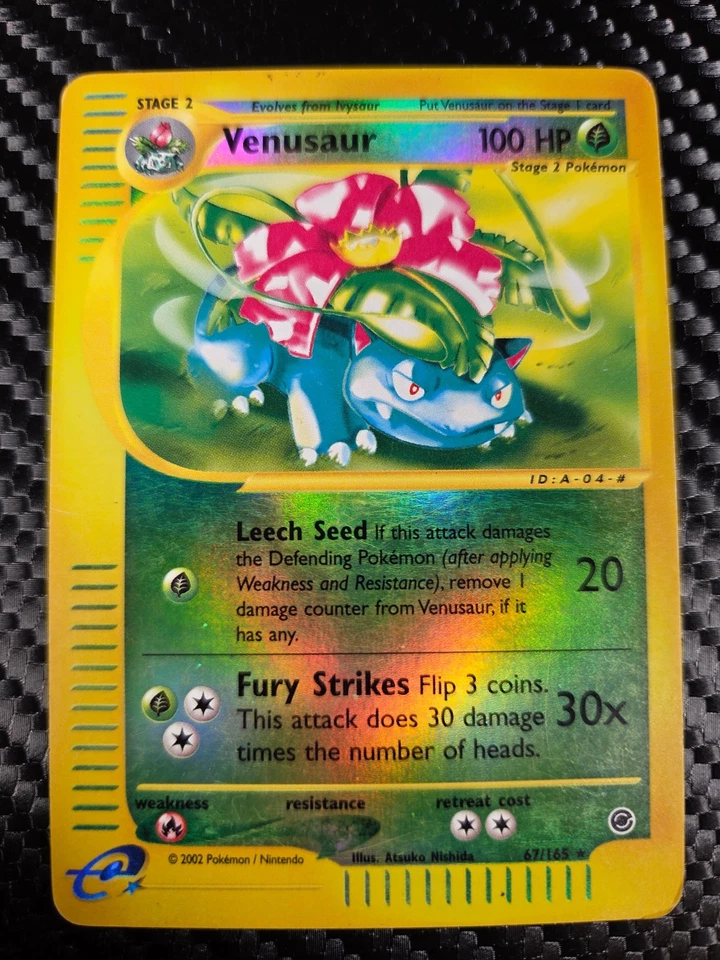 STAGE 2 Evolves from Ivysaur Put Venusaur on the Stage 1 card
Venusaur 100 HP
Stage 2 Pokémon
ID:A-04-#
Leech Seed If this attack damages
the Defending Pokémon (after applying
Weakness and Resistance), remove 1
damage counter from Venusaur, if it
has any.
20
Fury Strikes Flip 3 coins.
This attack does 30 damage
times the number of heads.
30x
weakness resistance retreat cost
e
© 2002 Pokémon / Nintendo Illus. Atsuko Nishida 67/165 ★